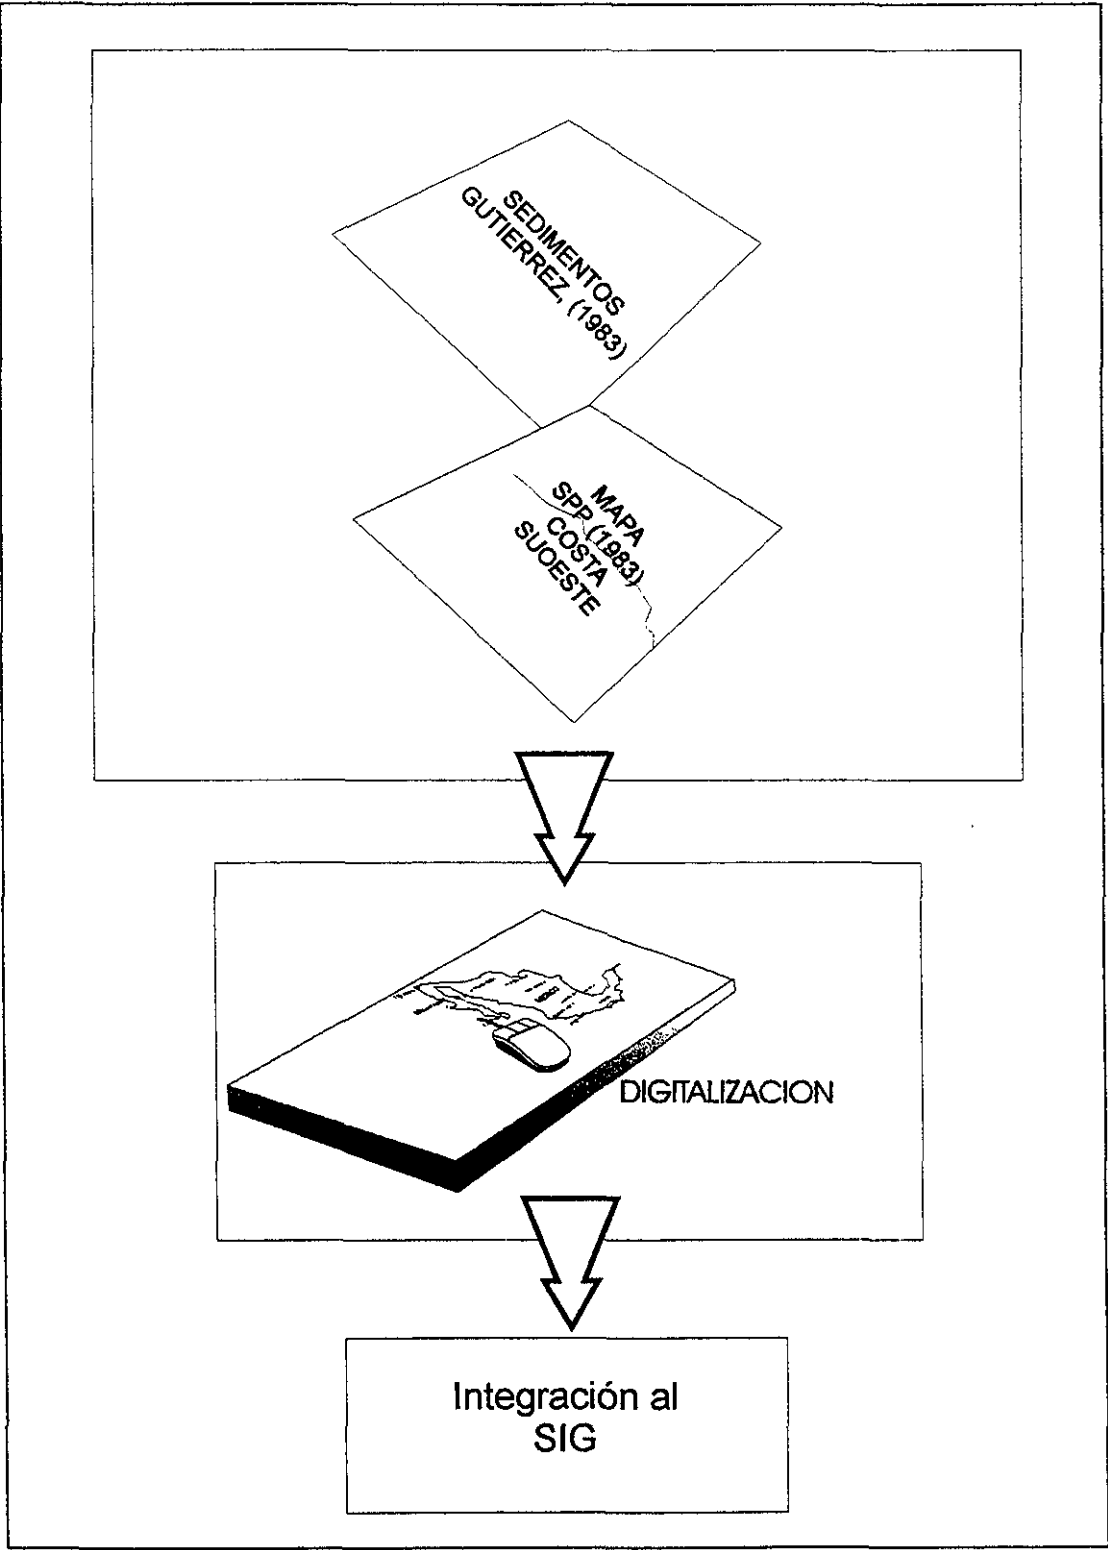 SEDIMENTOS
GUTIERREZ, (1983)
MAPA
SPP (1983)
COSTA
SUOESTE
DIGITALIZACION
Integración al
SIG